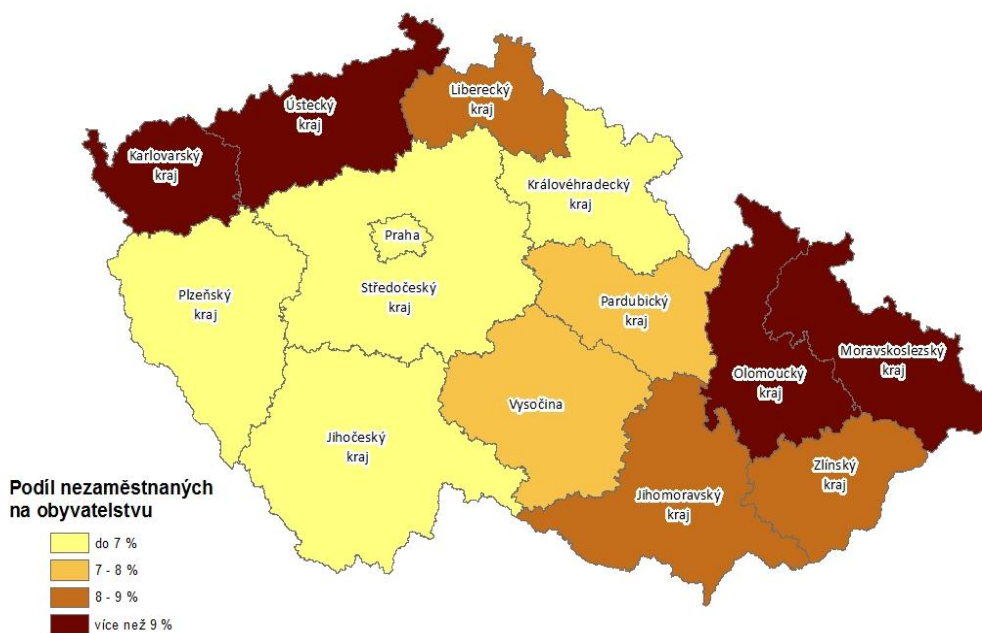 Ústecký
kraj
Liberecký
kraj
Karlovarský
kraj
Královéhradecký
kraj
Praha
Středočeský
kraj
Plzeňský
kraj
Pardubický
kraj
Moravskoslezský
kraj
Olomoucký
kraj
Vysočina
Jihočeský
kraj
Zlínský
kraj
Jihomoravský
kraj
Podíl nezaměstnaných
na obyvatelstvu
do 7 %
7 - 8 %
8 - 9 %
více než 9 %